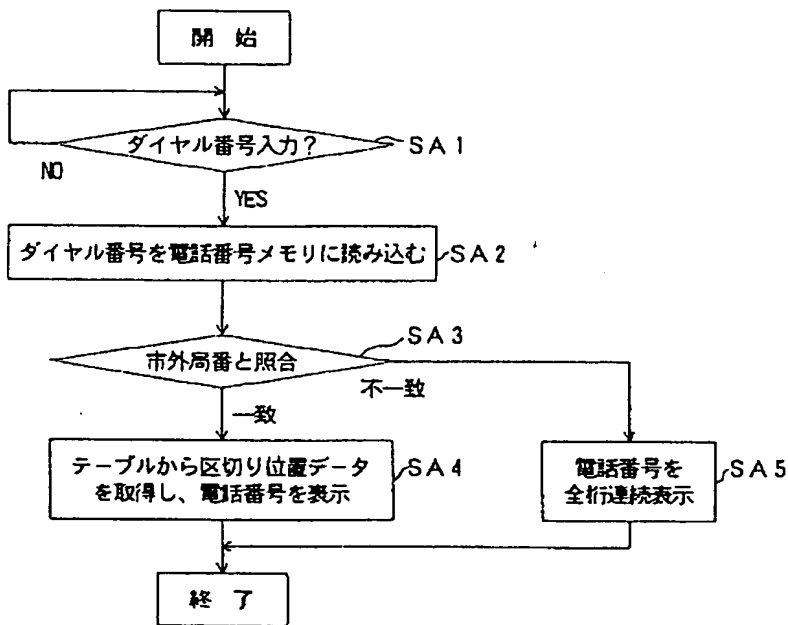 開 始
ダイヤル番号入力?
SA1
NO
YES
ダイヤル番号を電話番号メモリに読み込む
SA2
SA3
市外局番と照合
不一致
一致
テーブルから区切り位置データ
を取得し、電話番号を表示
SA4
電話番号を
全桁連続表示
SA5
終 了